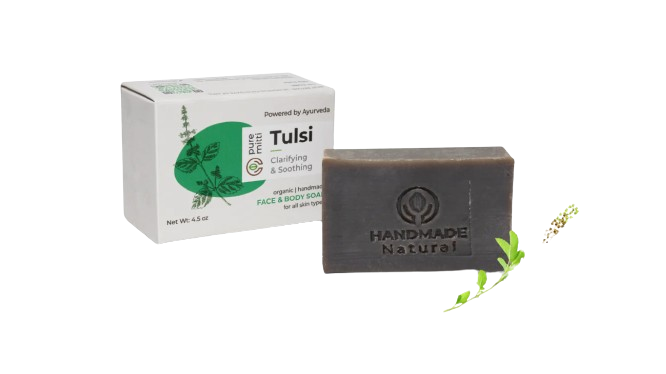 Powered by Ayurveda
pure
mitti
Tulsi
Clarifying
& Soothing
organic | handmad
FACE & BODY SOA
for all skin type
Net Wt: 4.5 oz
HANDMADE
Natural